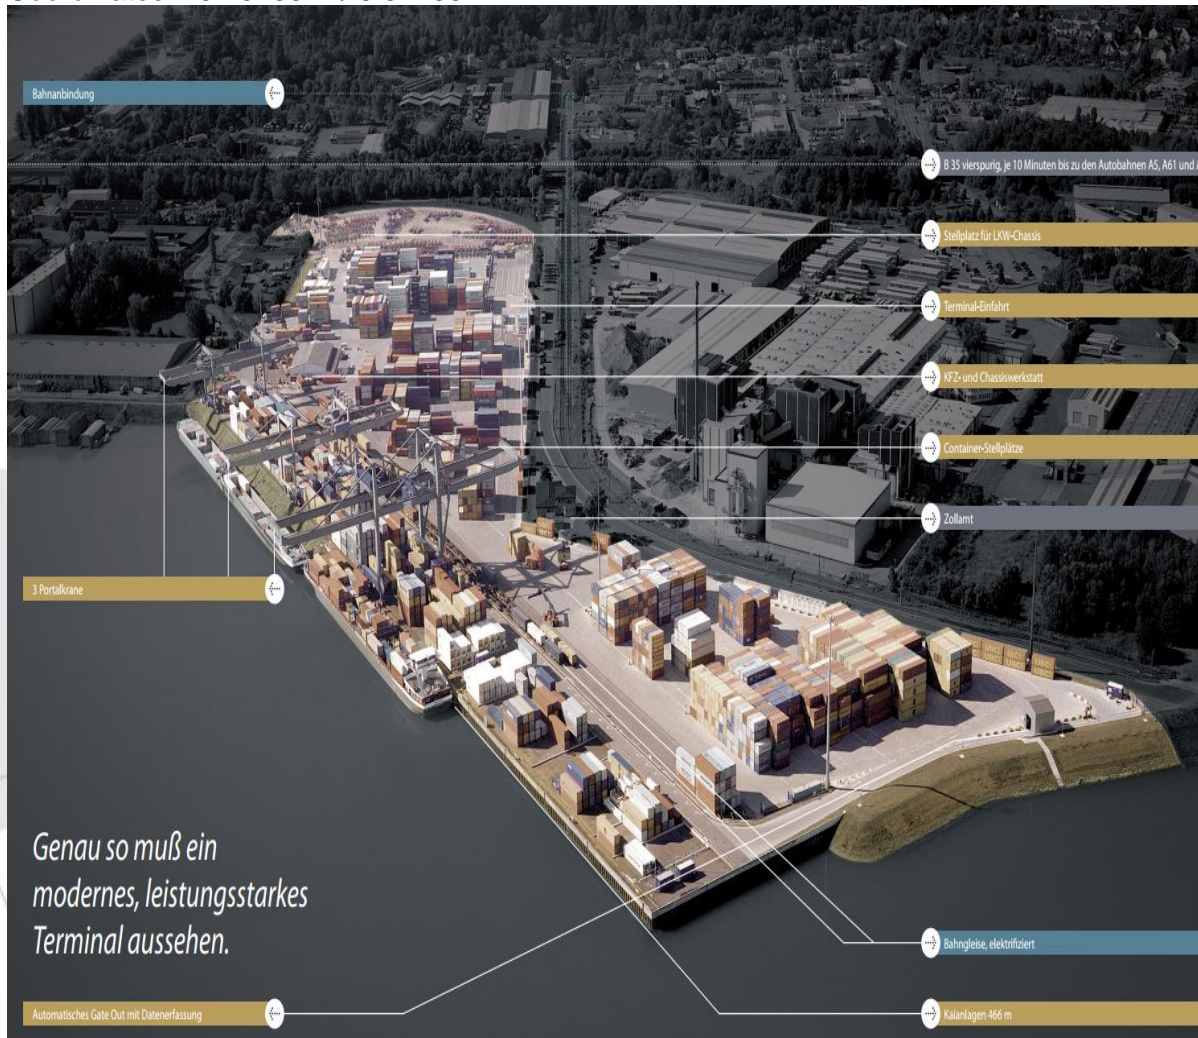 Bahnanbindung
B 35 vierspurig, je 10 Minuten bis zu den Autobahnen A5, A61 und
Stellplatz für LKW-Chassis
Terminal-Einfahrt
KFZ- und Chassiswerkstatt
Container-Stellplätze
Zollamt
3 Portalkrane
Genau so muß ein
modernes, leistungsstarkes
Terminal aussehen.
Bahngleise, elektrifiziert
Automatisches Gate Out mit Datenerfassung
Kaianlagen 466 m